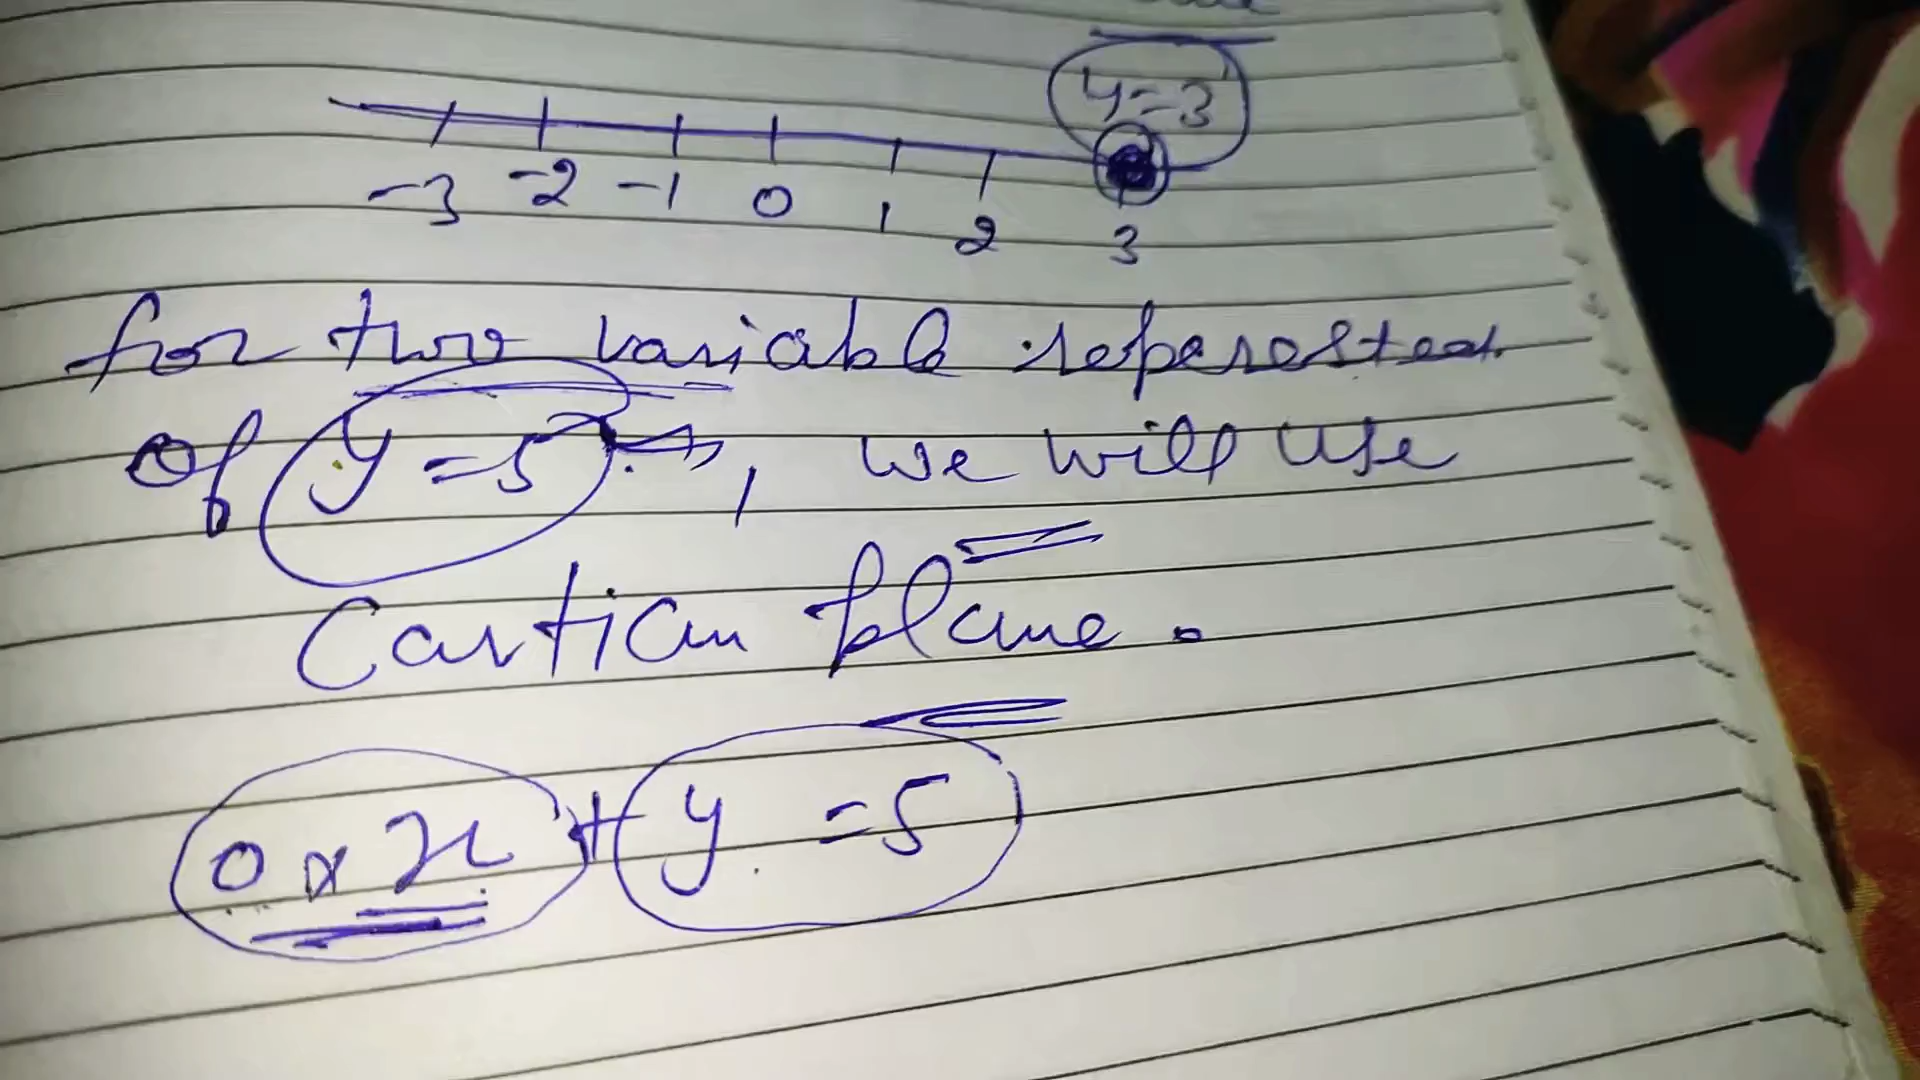 y=3
-3 -2 -1 0 1 2 3
for two variable
of y=5, we will use
Cartian plane.
0 × x + y = 5